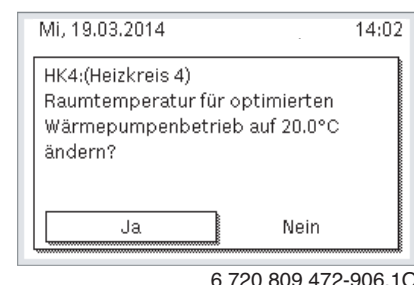 Mi, 19.03.2014 14:02
HK4:(Heizkreis 4)
Raumtemperatur für optimierten
Wärmepumpenbetrieb auf 20.0°C
ändern?
Ja Nein
6 720 809 472-906.1O